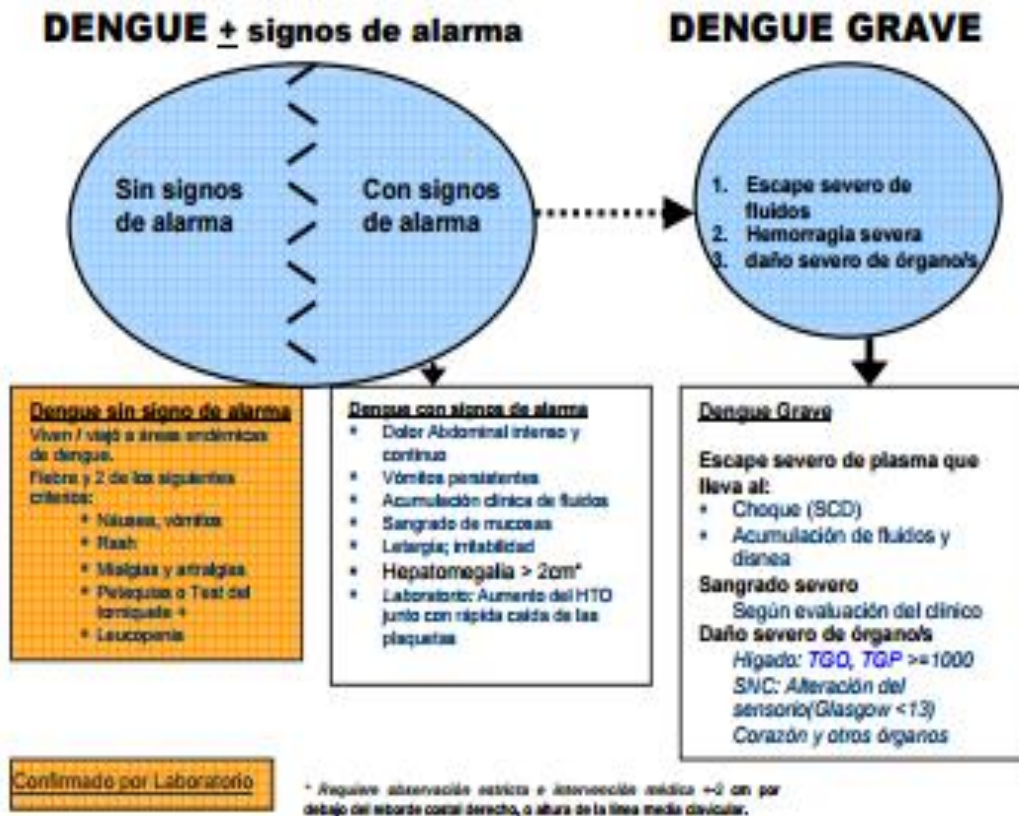 DENGUE + signos de alarma
DENGUE GRAVE
Sin signos
de alarma
Con signos
de alarma
1. Escape severo de
fluidos
2. Hemorragia severa
3. daño severo de órgano/s
Dengue sin signo de alarma
Viven / viajó a áreas endémicas
de dengue.
Fiebre y 2 de los siguientes
criterios:
• Náusea, vómitos
• Rash
• Mialgias y artralgias
• Petequias o Test del
torniquete +
• Leucopenia
Dengue con signos de alarma
• Dolor Abdominal intenso y
continuo
• Vómitos persistentes
• Acumulación clínica de fluidos
• Sangrado de mucosas
• Letargia; irritabilidad
• Hepatomegalia > 2cm*
• Laboratorio: Aumento del HTO
junto con rápida caída de las
plaquetas
Dengue Grave
Escape severo de plasma que
lleva al:
• Choque (SCD)
• Acumulación de fluidos y
disnea
Sangrado severo
Según evaluación del clínico
Daño severo de órgano/s
Hígado: TGO, TGP >=1000
SNC: Alteración del
sensorio(Glasgow <13)
Corazón y otros órganos
Confirmado por Laboratorio
* Requiere observación estricta e intervención médica cm por
debajo del reborde costal derecho, o altura de la línea media clavicular.